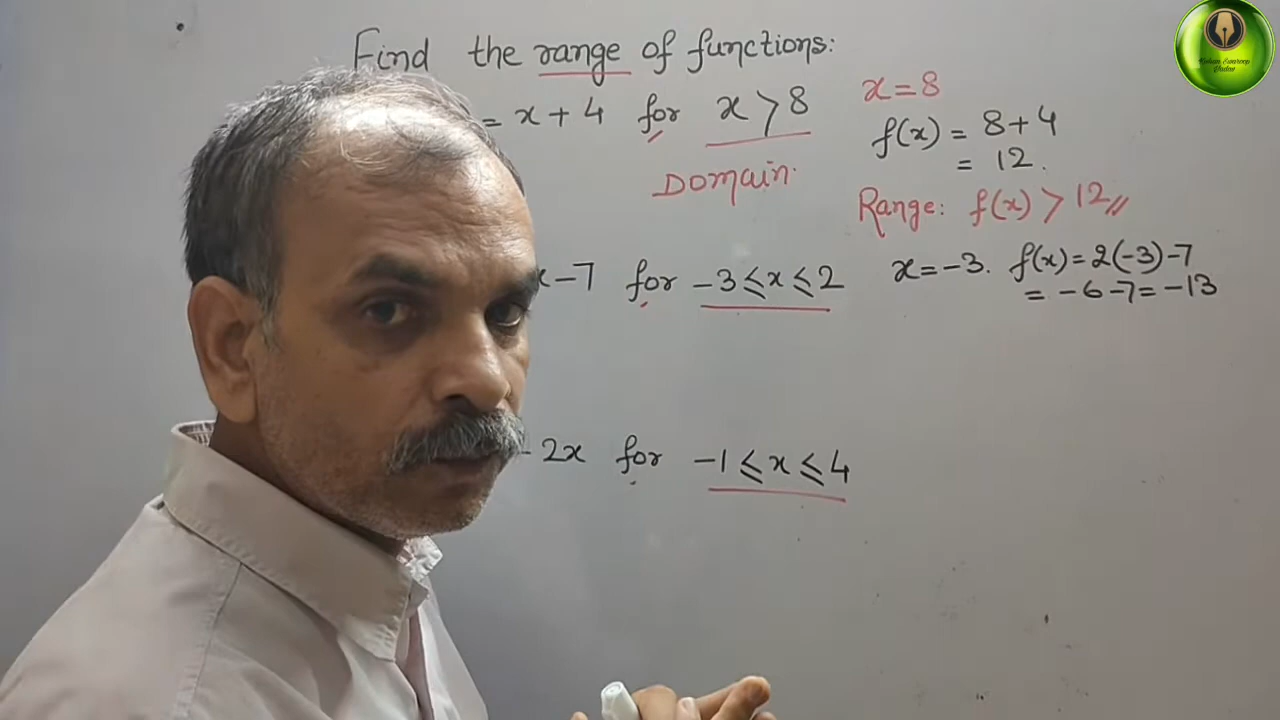 Find the range of functions:
= x + 4 for x > 8
Domain.
x = 8
f(x) = 8+4
= 12.
Range: f(x) > 12
x-7 for -3 ≤ x ≤ 2
x = -3. f(x) = 2(-3)-7
= -6-7 = -13
- 2x for -1 ≤ x ≤ 4